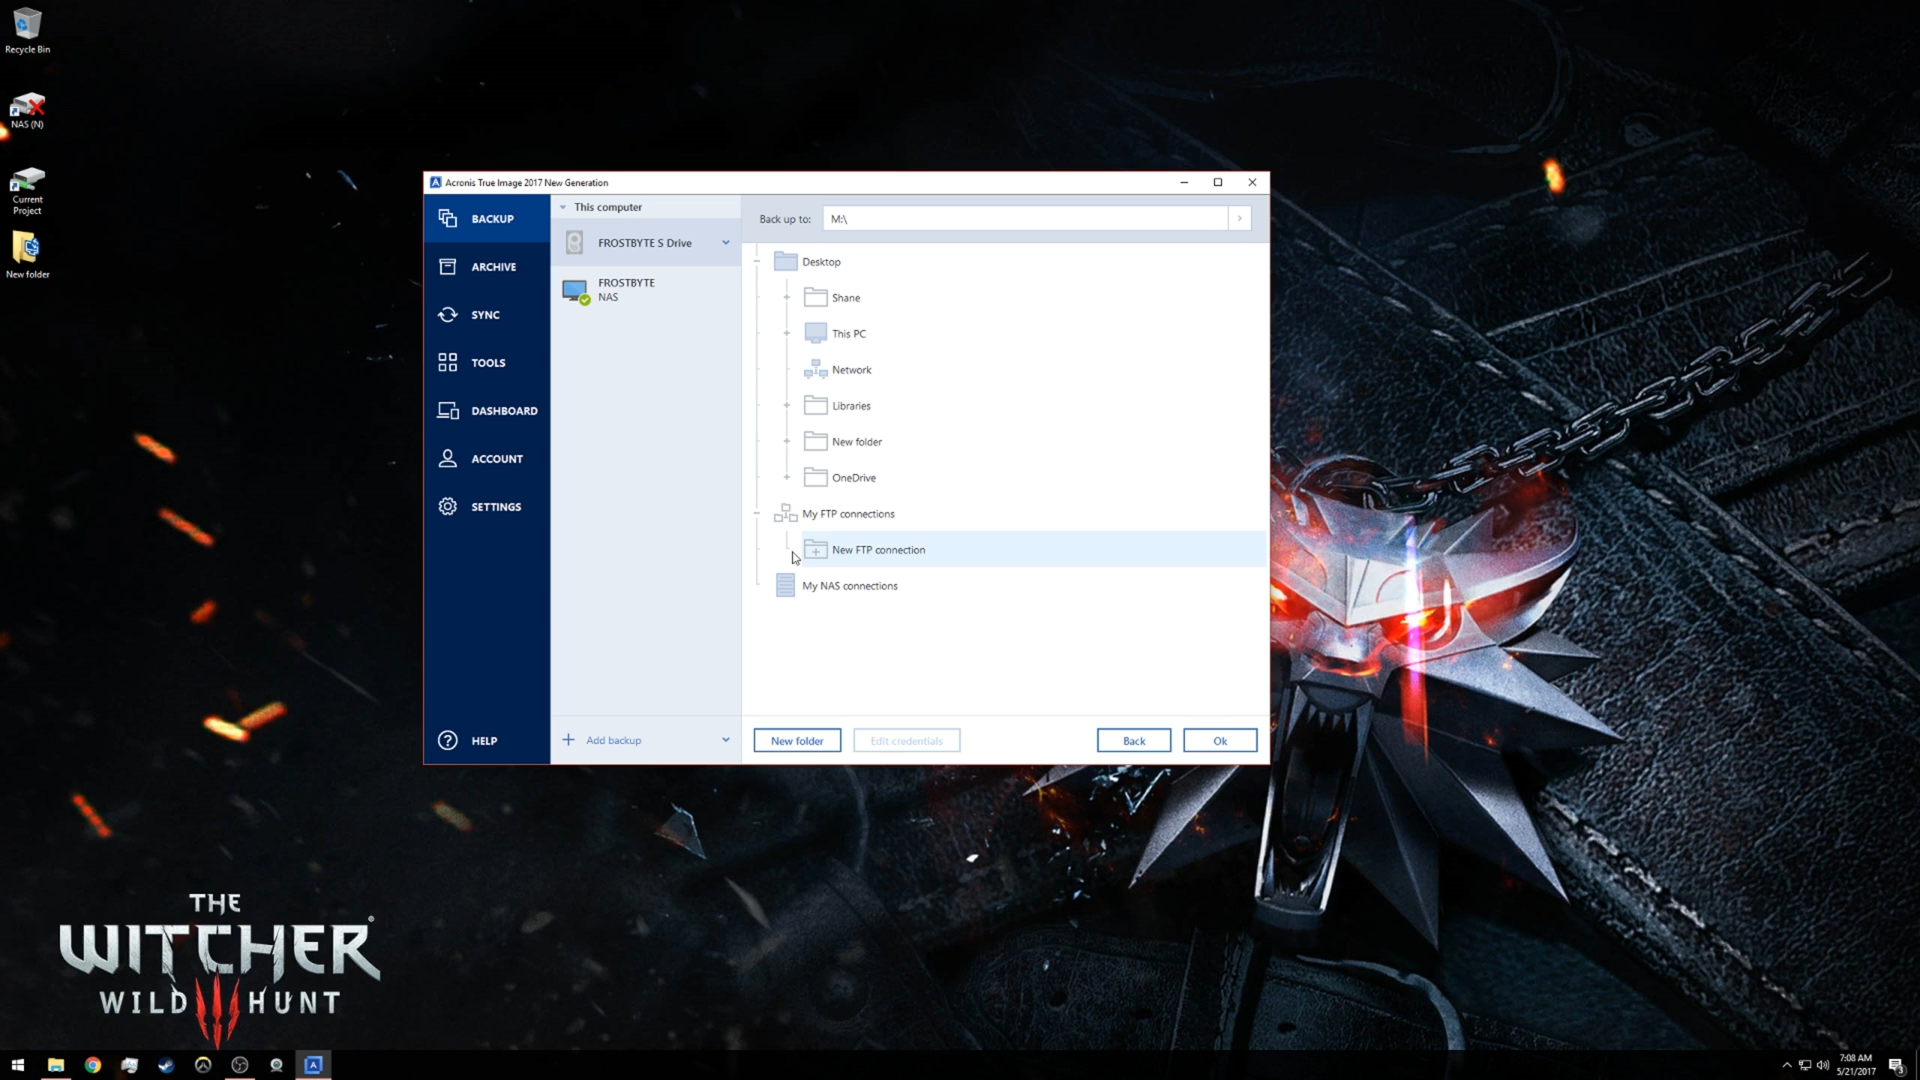 Recycle Bin
NAS (N)
Current
Project
New folder
Acronis True Image 2017 New Generation
BACKUP
ARCHIVE
SYNC
TOOLS
DASHBOARD
ACCOUNT
SETTINGS
HELP
This computer
FROSTBYTE S Drive
FROSTBYTE
NAS
Add backup
Back up to:
M:\
Desktop
Shane
This PC
Network
Libraries
New folder
OneDrive
My FTP connections
New FTP connection
My NAS connections
New folder
Edit credentials
Back
Ok
THE
WITCHER®
WILD III HUNT
7:08 AM
5/21/2017
3